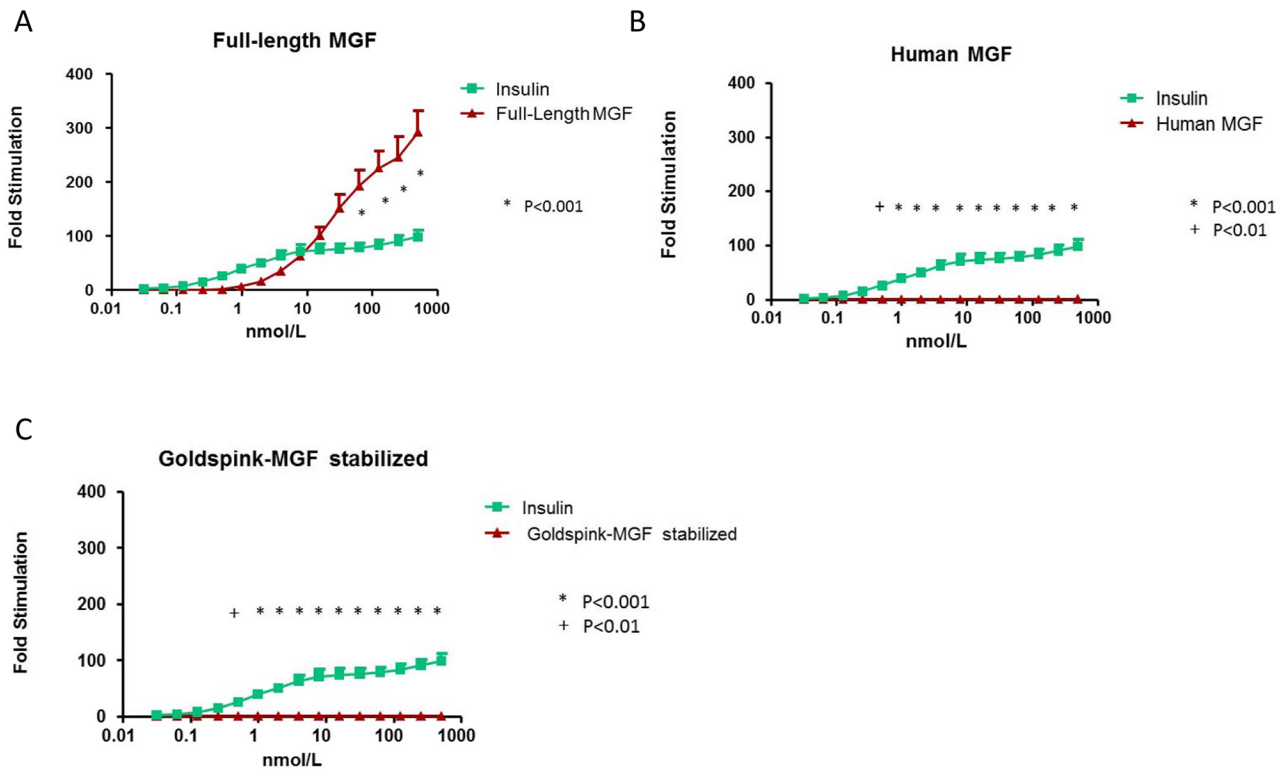 A
Full-length MGF
Fold Stimulation
400
300
200
100
0
0.01 0.1 1 10 100 1000
nmol/L
Insulin
Full-Length MGF
* * * *
* P<0.001
B
Human MGF
Fold Stimulation
400
300
200
100
0
0.01 0.1 1 10 100 1000
nmol/L
Insulin
Human MGF
+ * * * * * * * * * *
* P<0.001
+ P<0.01
C
Goldspink-MGF stabilized
Fold Stimulation
400
300
200
100
0
0.01 0.1 1 10 100 1000
nmol/L
Insulin
Goldspink-MGF stabilized
+ * * * * * * * * * *
* P<0.001
+ P<0.01